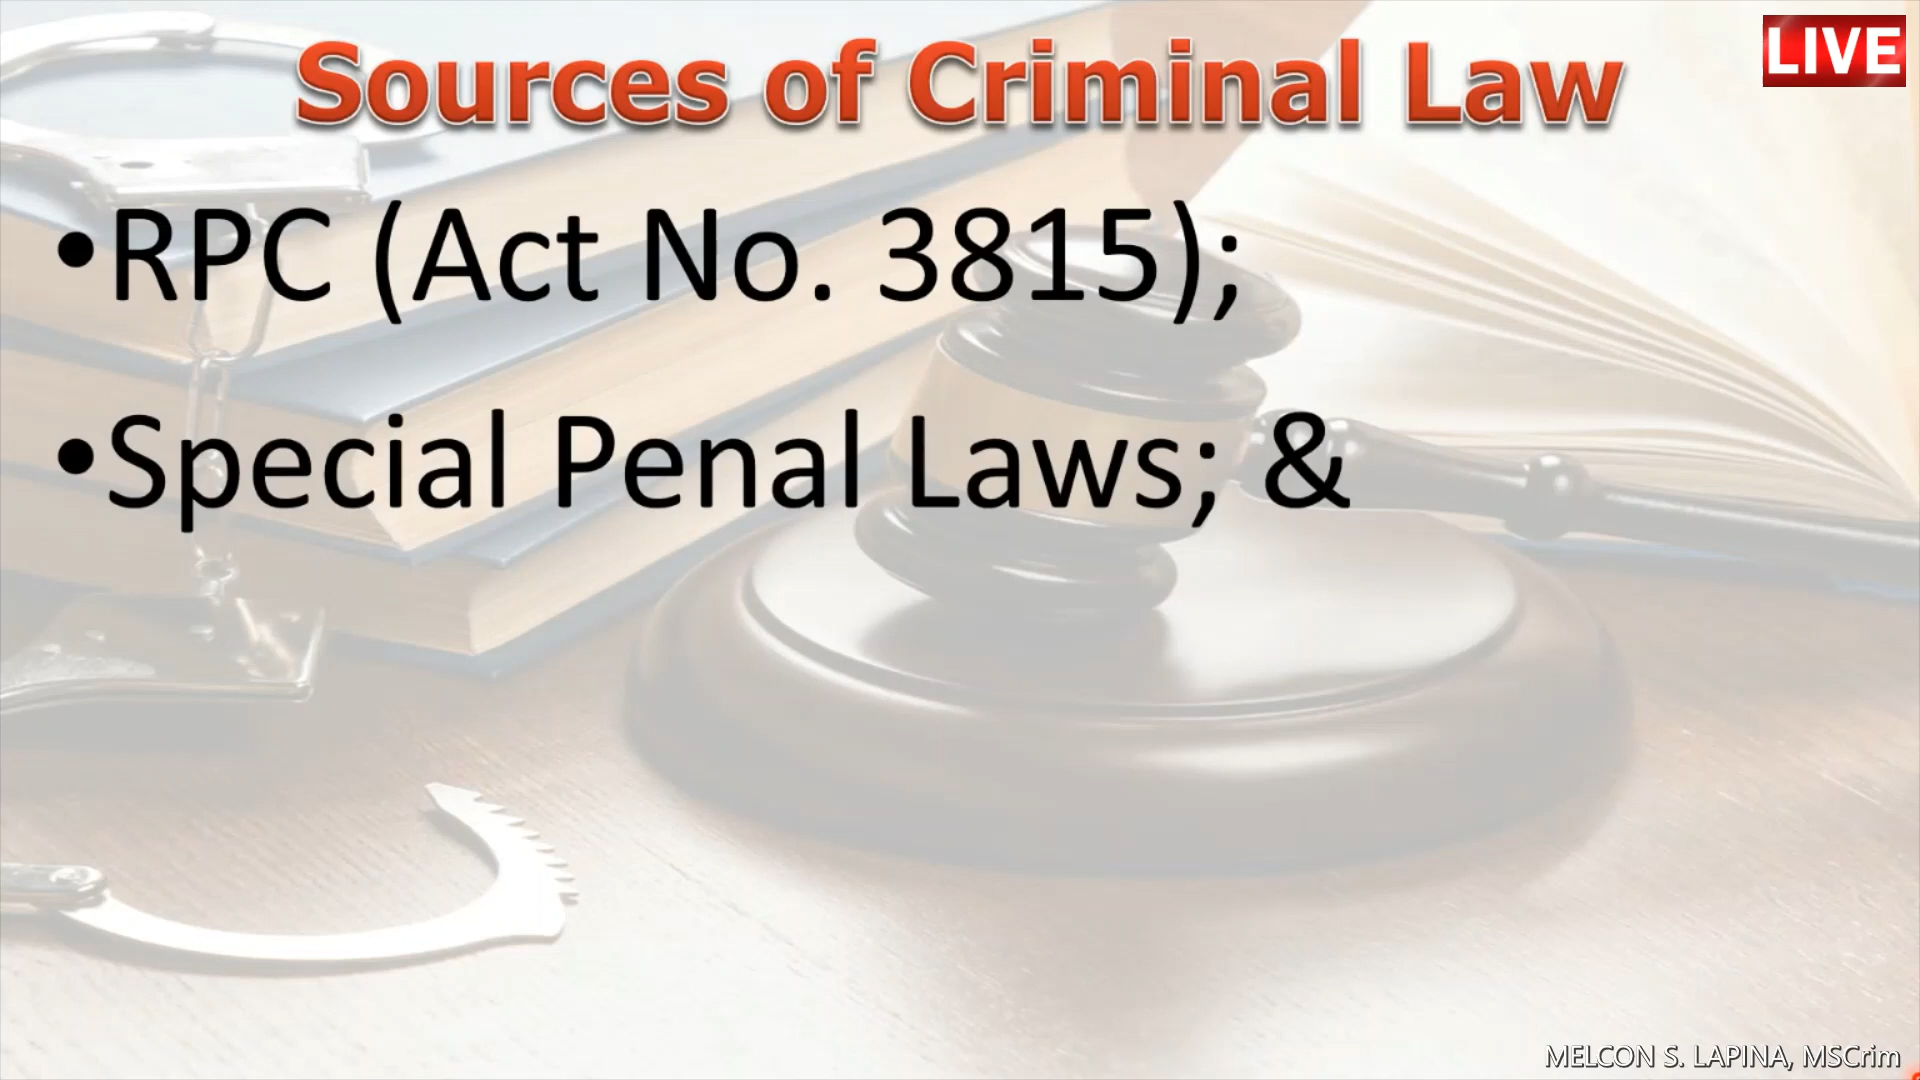 Sources of Criminal Law
LIVE
•RPC (Act No. 3815);
•Special Penal Laws; &
MELCON S. LAPINA, MSCrim